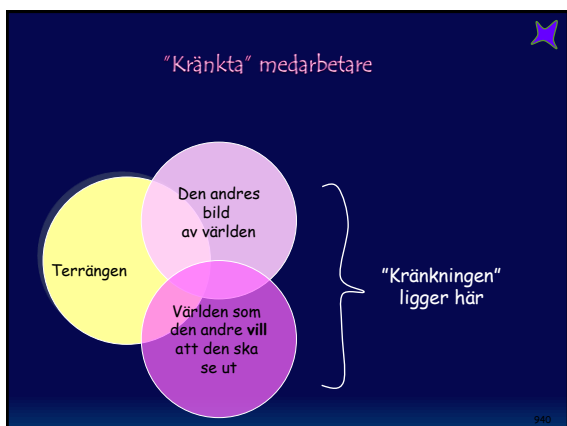 ”Kränkta” medarbetare
Den andres
bild
av världen
Terrängen
Världen som
den andre vill
att den ska
se ut
”Kränkningen”
ligger här
940